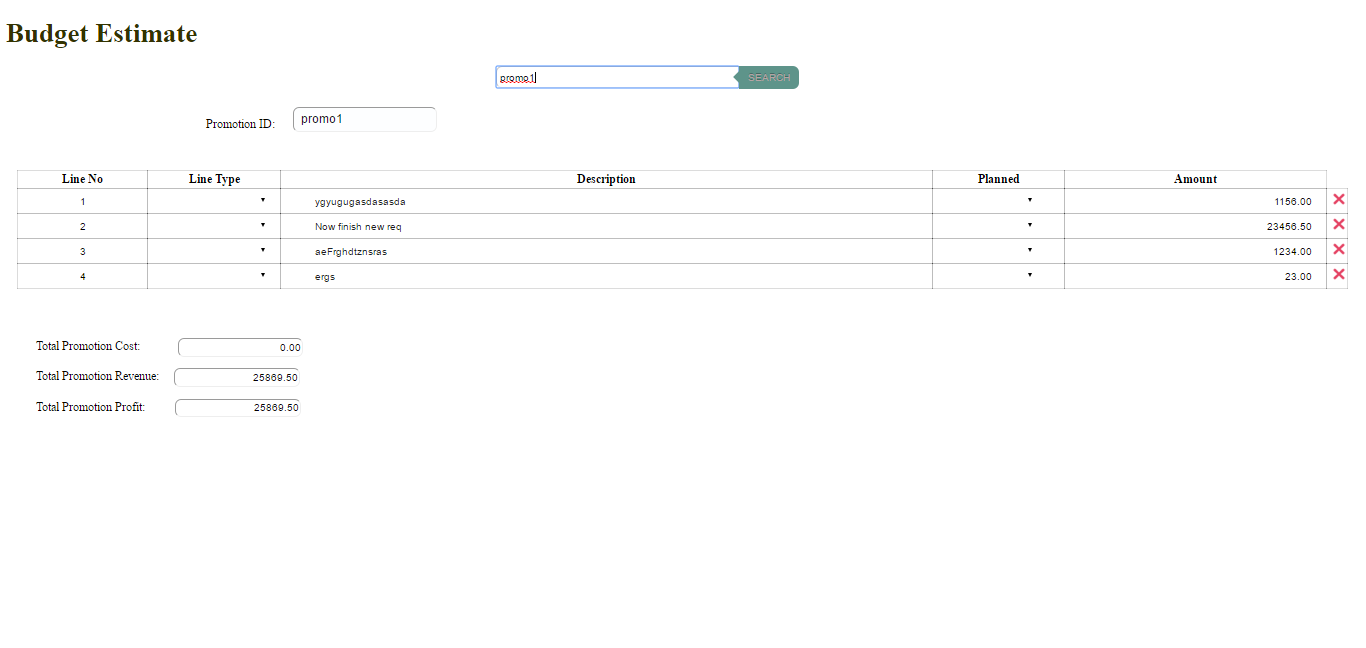 Budget Estimate
promo1 SEARCH
Promotion ID: promo1
Line No Line Type Description Planned Amount
1 ygyugugasdasasda 1156.00
2 Now finish new req 23456.50
3 aeFrghdtznsras 1234.00
4 ergs 23.00
Total Promotion Cost: 0.00
Total Promotion Revenue: 25869.50
Total Promotion Profit: 25869.50